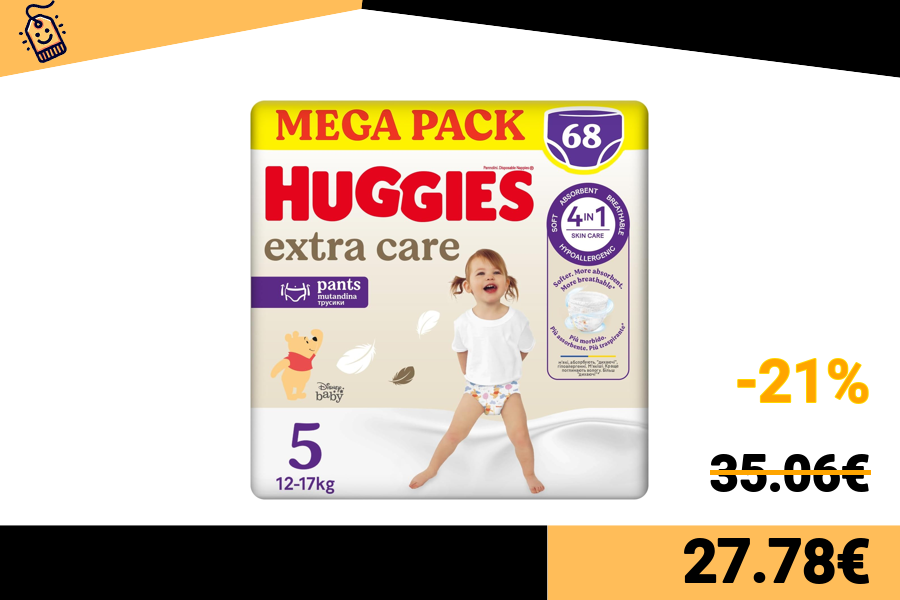 MEGA PACK
68
HUGGIES
extra care
pants
mutandina
трусики
SOFT ABSORBENT BREATHABLE HYPOALLERGENIC
4 IN 1
SKIN CARE
Softer. More absorbent.
More breathable*
Più morbido.
Più assorbente. Più traspirante*
Disney
baby
5
12-17kg
-21%
35.06€
27.78€